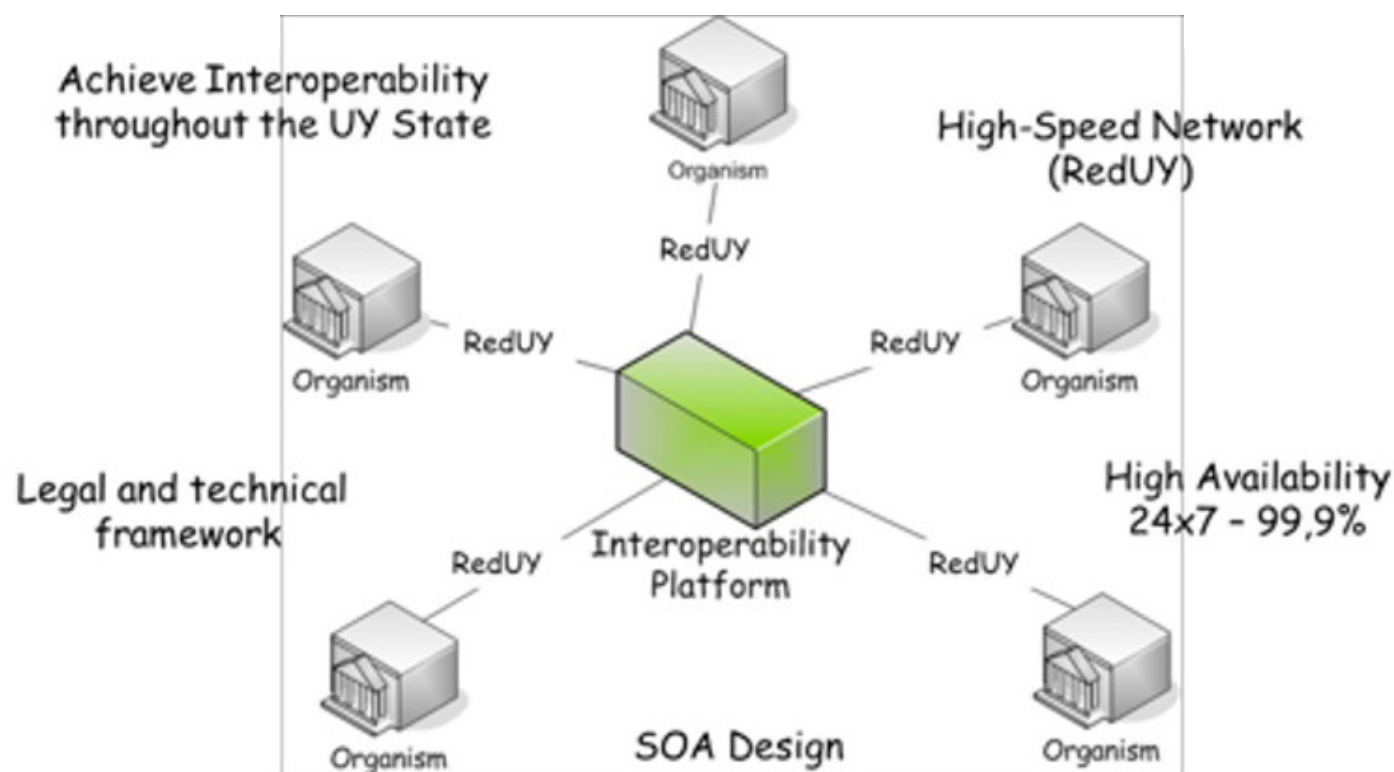 Achieve Interoperability
throughout the UY State
Organism
High-Speed Network
(RedUY)
RedUY
Organism
RedUY
RedUY
Organism
Legal and technical
framework
High Availability
24x7 - 99,9%
Interoperability
Platform
RedUY
RedUY
Organism
SOA Design
Organism